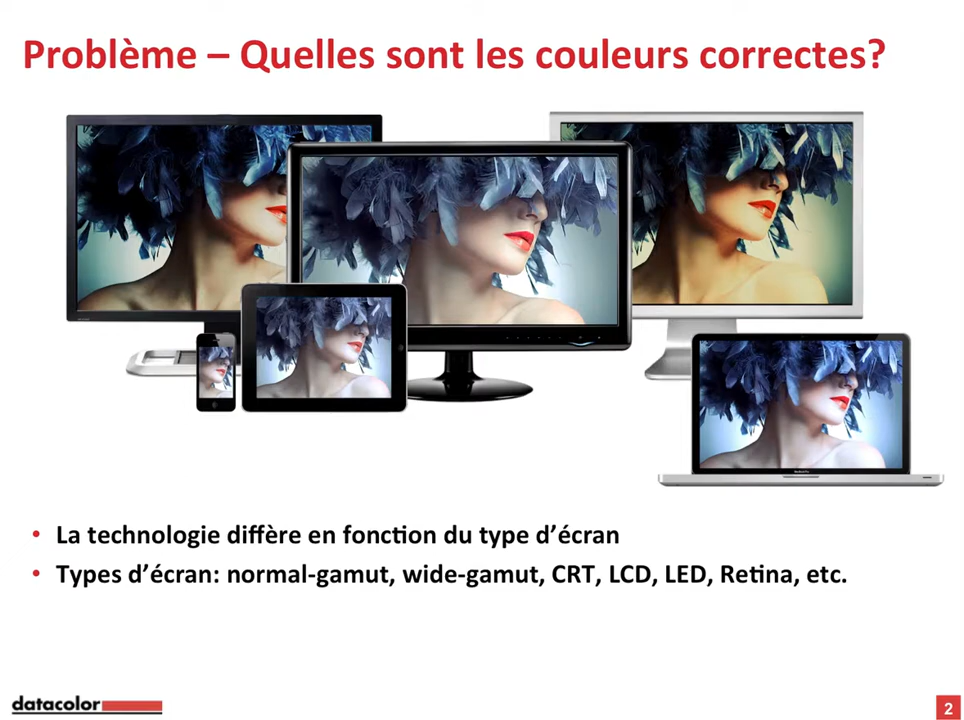 Problème – Quelles sont les couleurs correctes?
• La technologie diffère en fonction du type d’écran
• Types d’écran: normal-gamut, wide-gamut, CRT, LCD, LED, Retina, etc.
datacolor
2